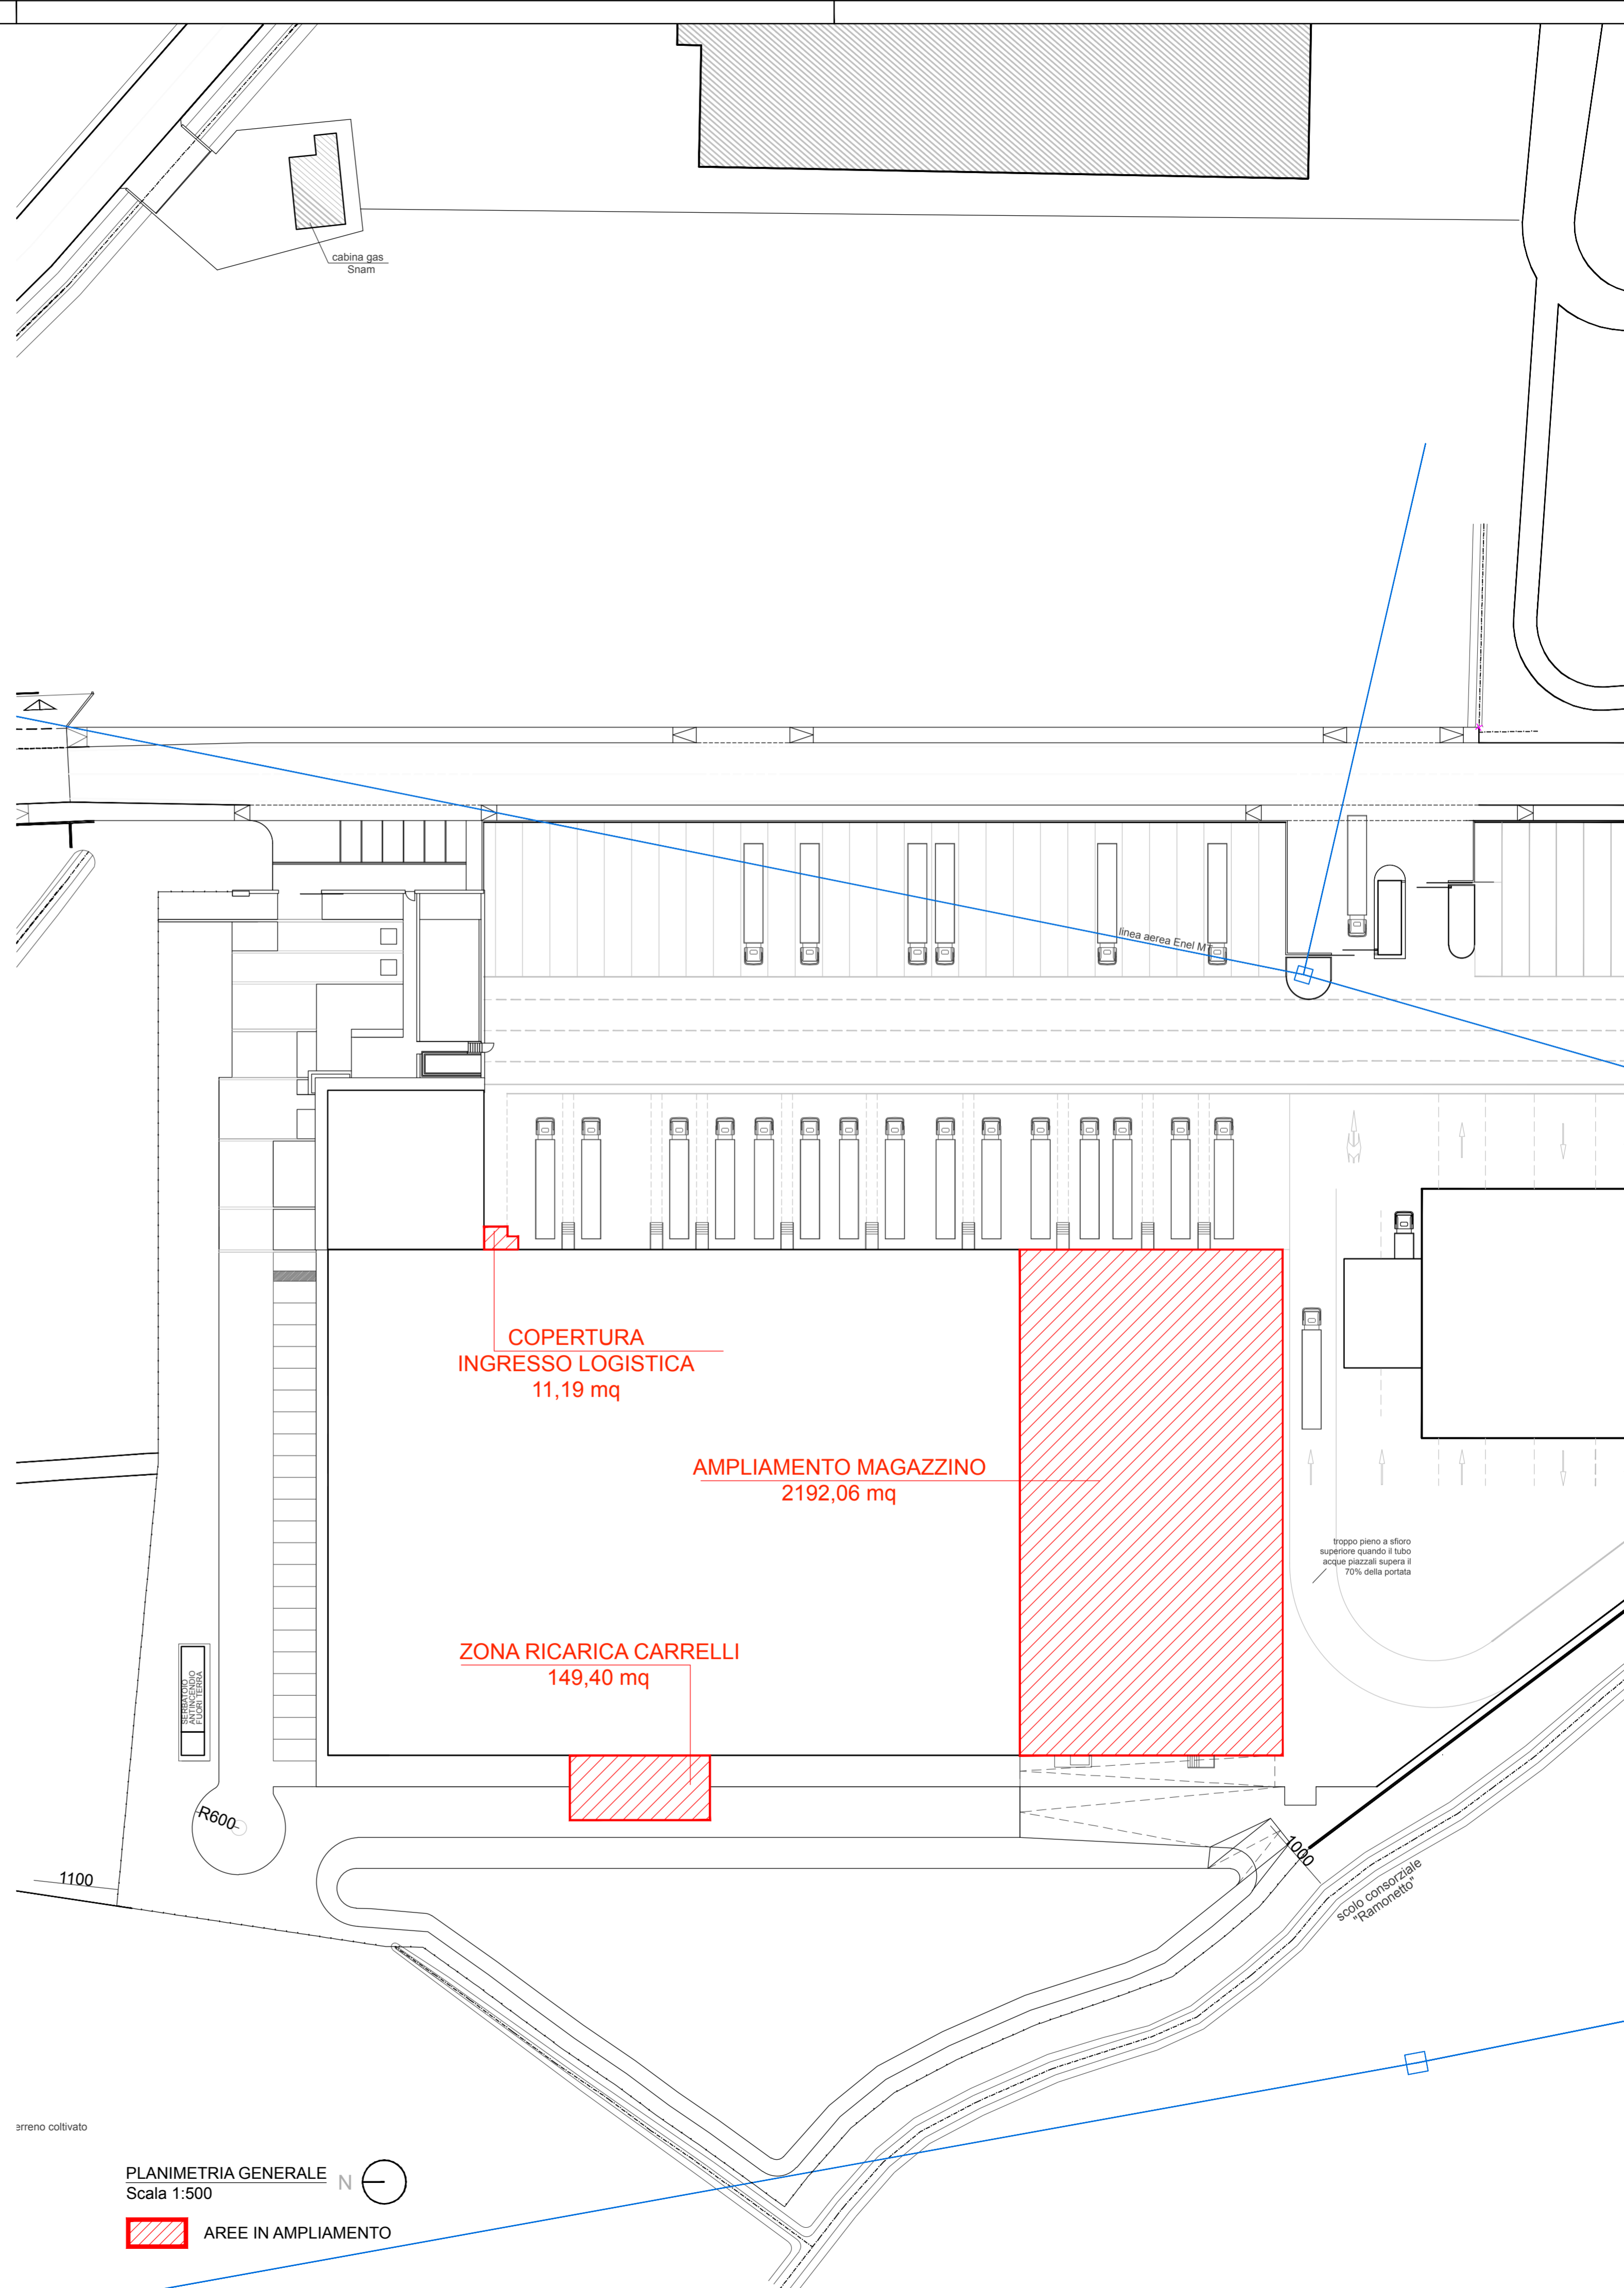 cabina gas
Snam
linea aerea Enel MT
COPERTURA
INGRESSO LOGISTICA
11,19 mq
AMPLIAMENTO MAGAZZINO
2192,06 mq
troppo pieno a sfioro
superiore quando il tubo
acque piazzali supera il
70% della portata
ZONA RICARICA CARRELLI
149,40 mq
SERBATOIO
ANTINCENDIO
FUORI TERRA
R600
1100
1000
scolo consorziale
"Ramonetto"
erreno coltivato
PLANIMETRIA GENERALE
Scala 1:500
N
AREE IN AMPLIAMENTO